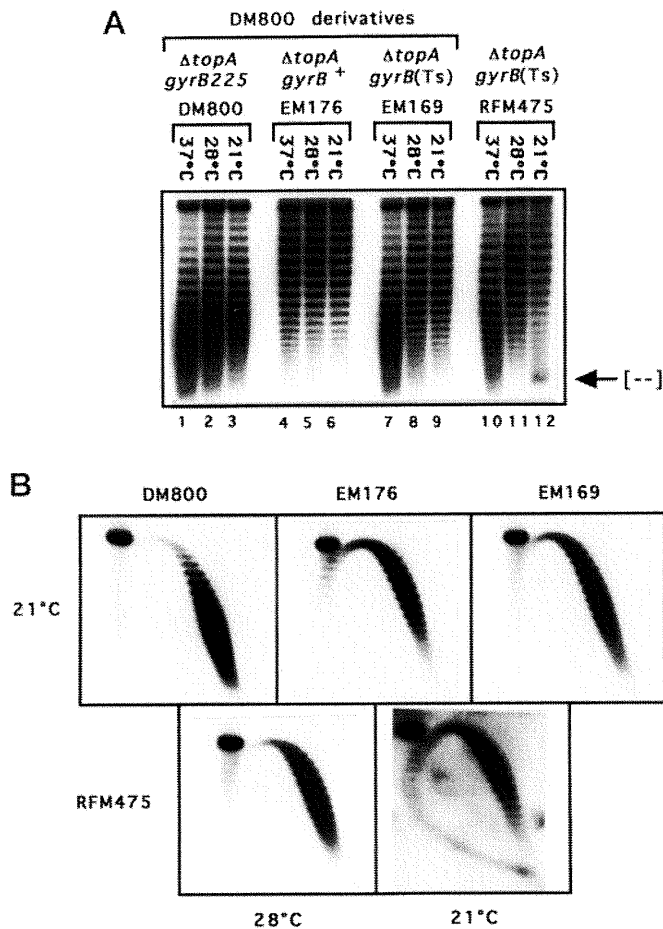 A
DM800 derivatives
ΔtopA ΔtopA ΔtopA ΔtopA
gyrB225 gyrB + gyrB(Ts) gyrB(Ts)
DM800 EM176 EM169 RFM475
37°C 28°C 21°C 37°C 28°C 21°C 37°C 28°C 21°C 37°C 28°C 21°C
[--]
1 2 3 4 5 6 7 8 9 10 11 12
B
DM800 EM176 EM169
21°C
RFM475
28°C 21°C